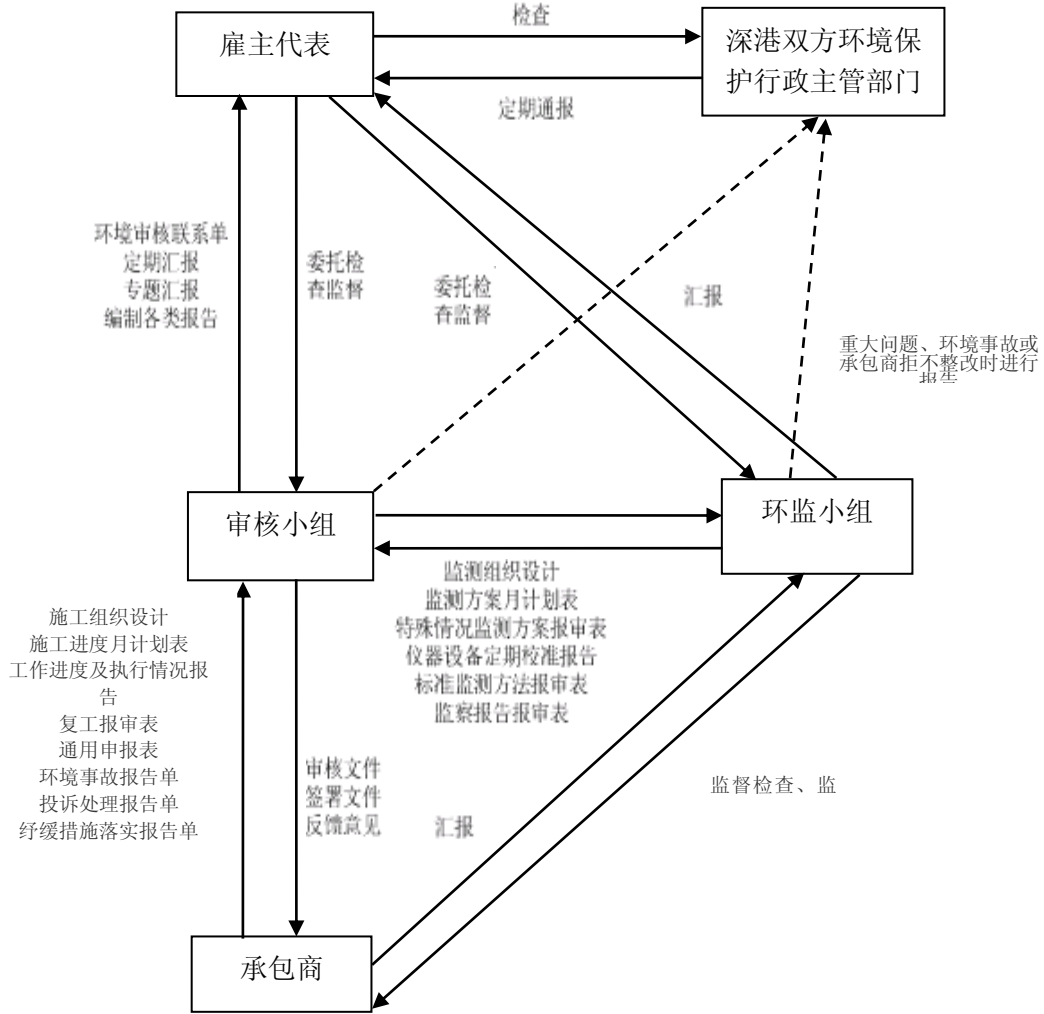 检查
雇主代表
深港双方环境保
护行政主管部门
定期通报
环境审核联系单
定期汇报
专题汇报
编制各类报告
委托检
查监督
委托检
查监督
汇报
重大问题、环境事故或
承包商拒不整改时进行
报告
审核小组
环监小组
监测组织设计
监测方案月计划表
特殊情况监测方案报审表
仪器设备定期校准报告
标准监测方法报审表
监察报告报审表
施工组织设计
施工进度月计划表
工作进度及执行情况报
告
复工报审表
通用申报表
环境事故报告单
投诉处理报告单
纾缓措施落实报告单
审核文件
签署文件
反馈意见
汇报
监督检查、监
承包商